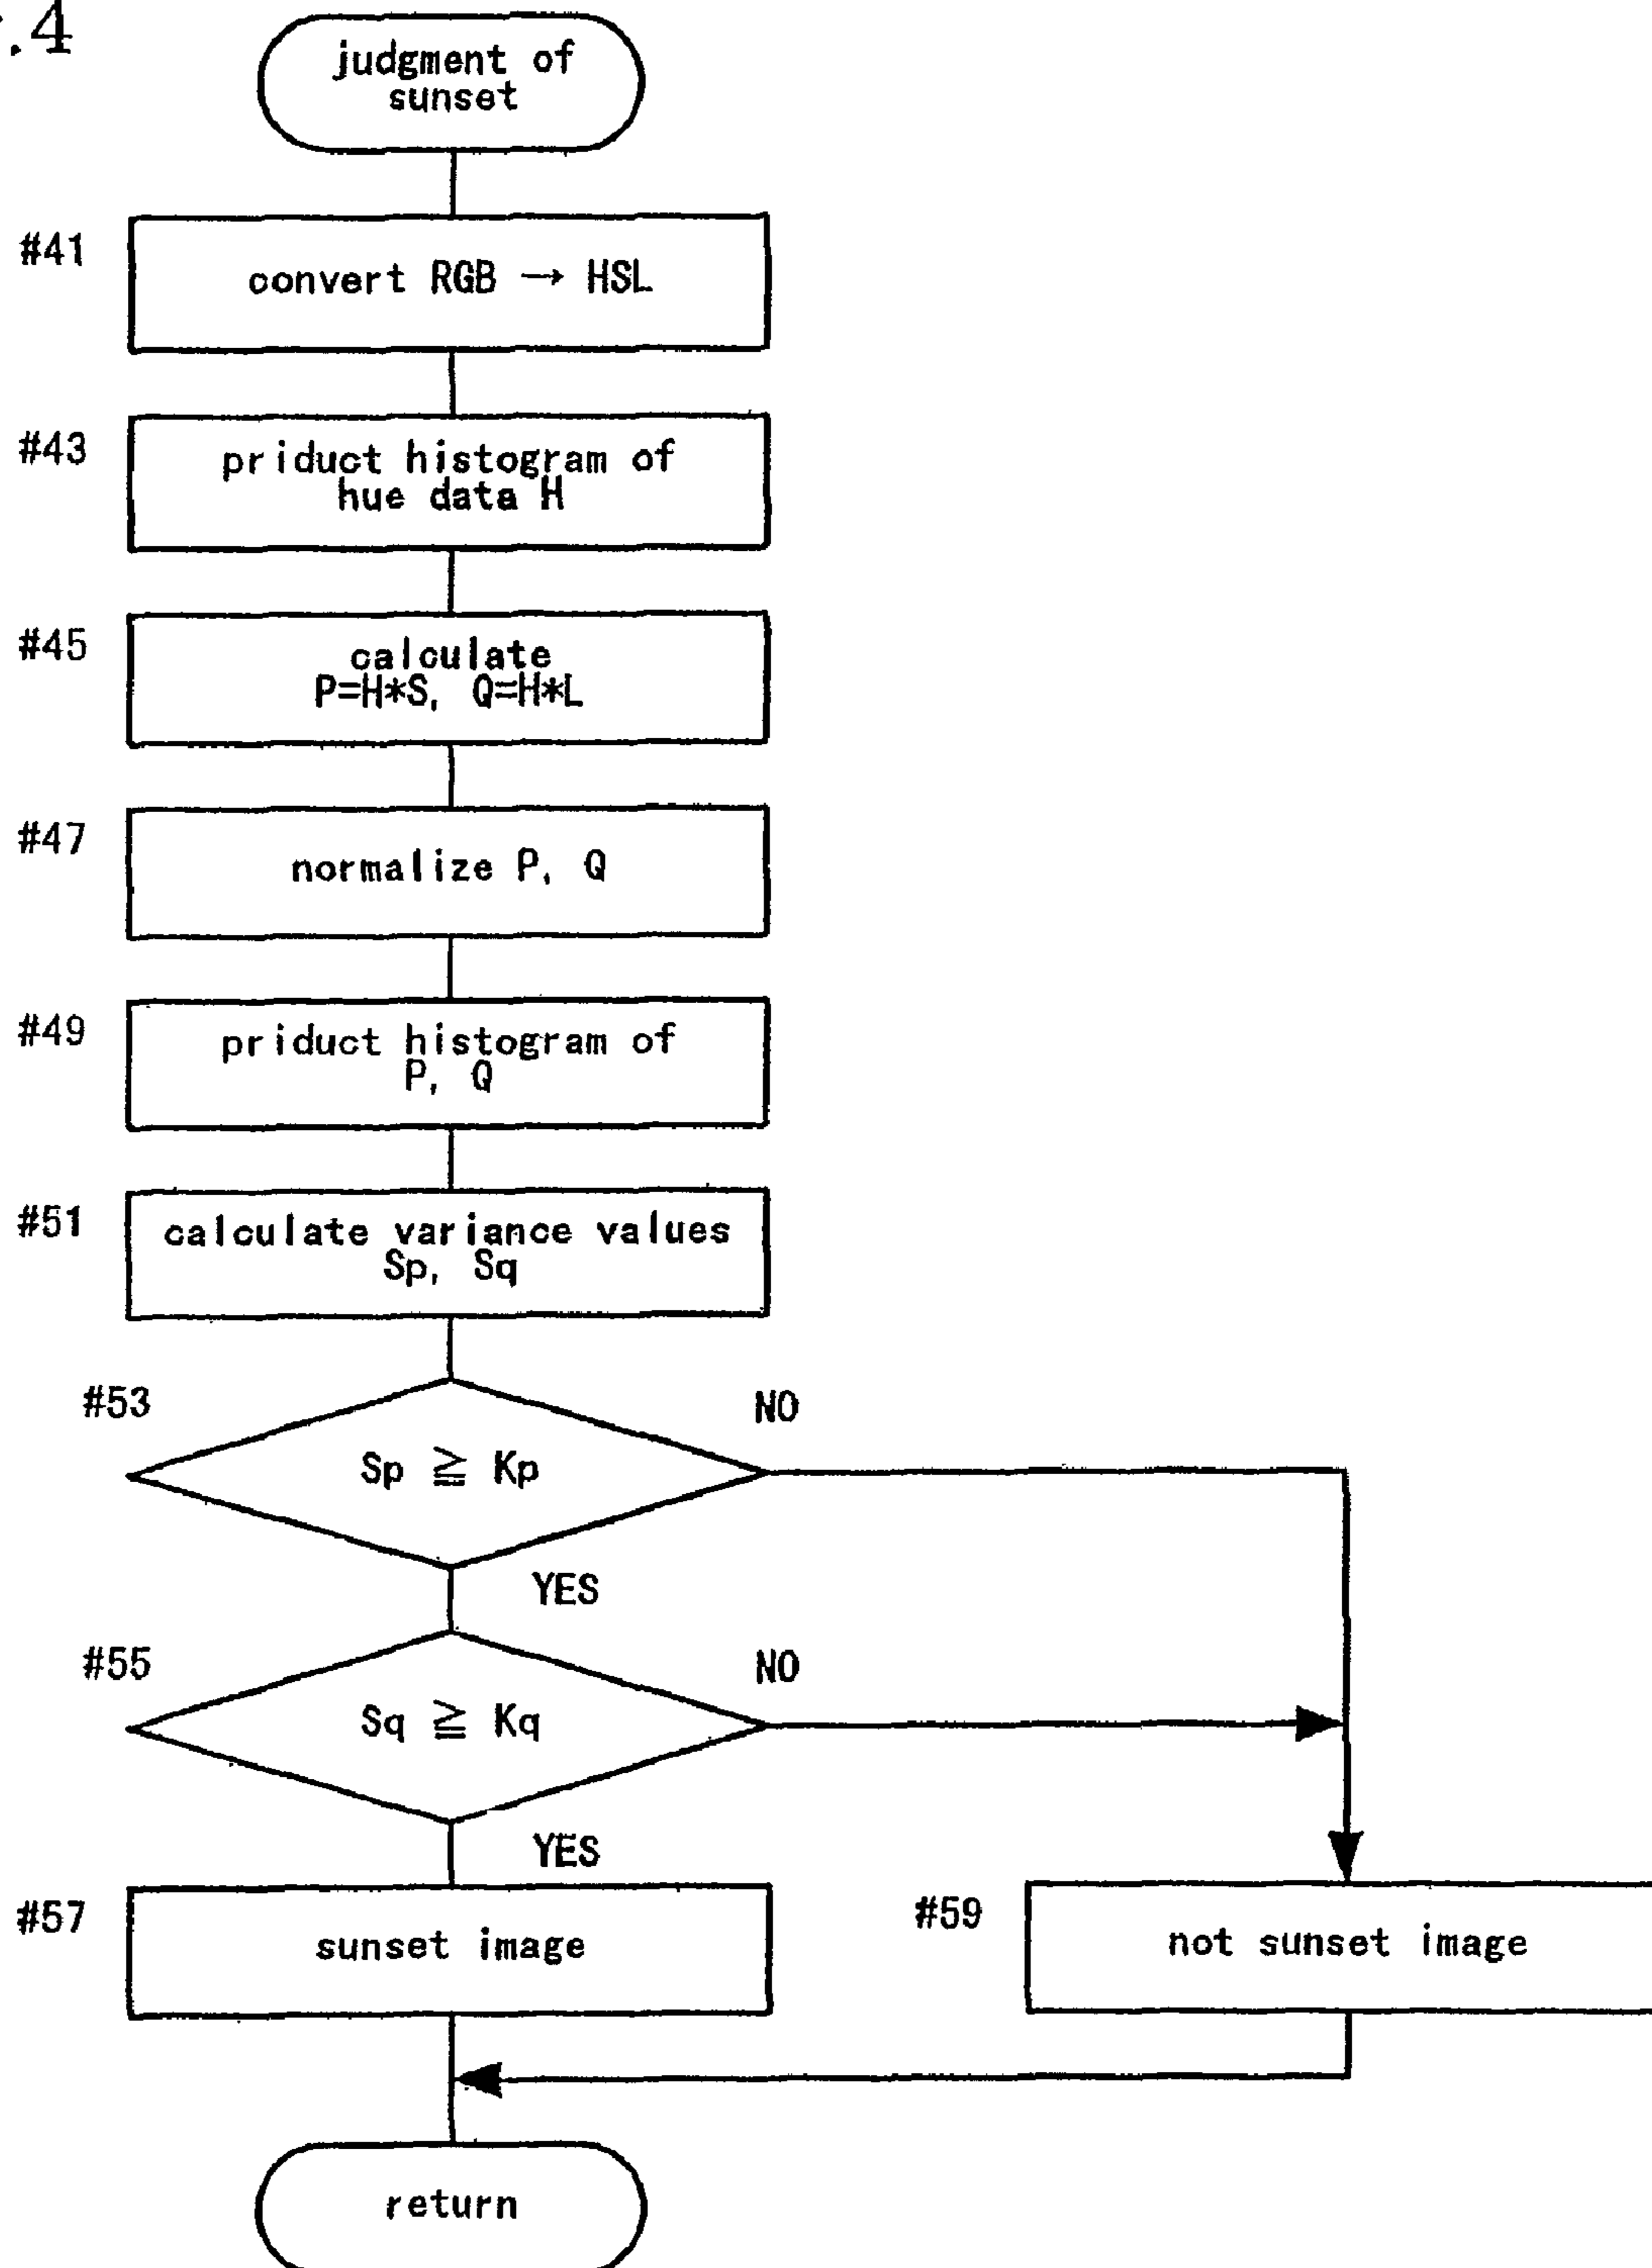 .4
judgment of
sunset
#41
convert RGB → HSL
#43
priduct histogram of
hue data H
#45
calculate
P=H*S, Q=H*L
#47
normalize P, Q
#49
priduct histogram of
P, Q
#51
calculate variance values
Sp, Sq
#53
Sp ≧ Kp
NO
YES
#55
Sq ≧ Kq
NO
YES
#57
sunset image
#59
not sunset image
return